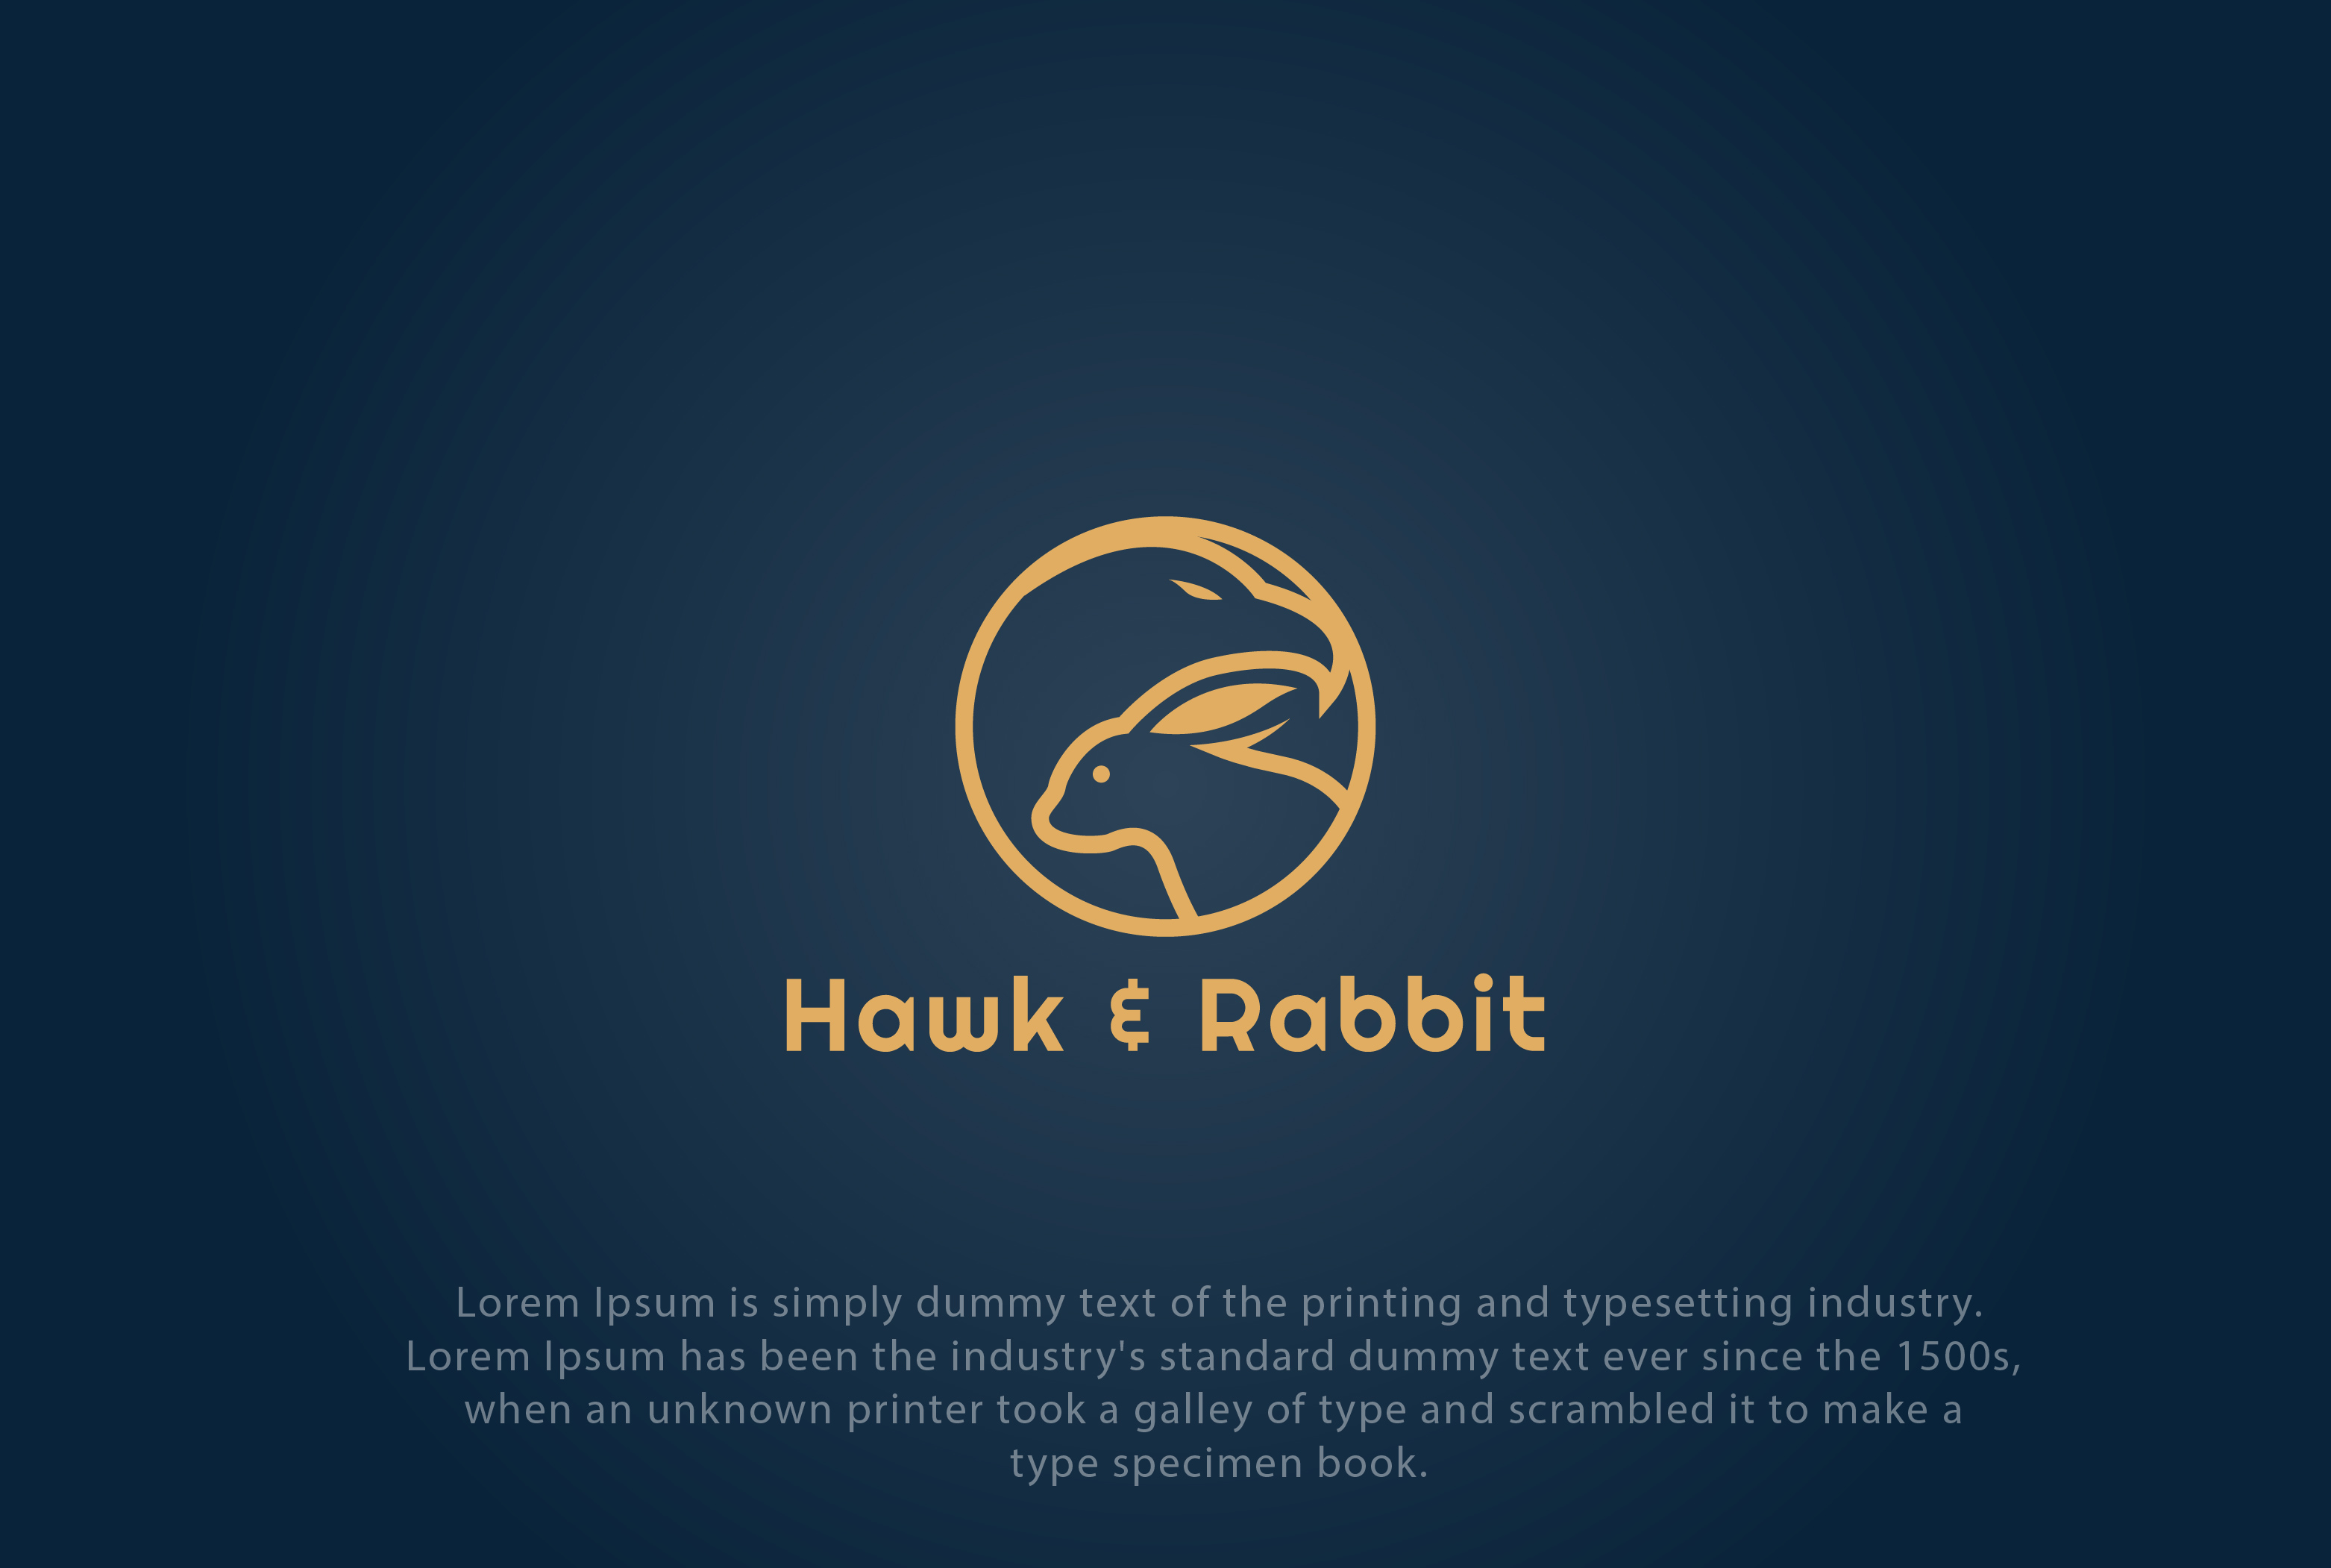 Hawk & Rabbit
Lorem Ipsum is simply dummy text of the printing and typesetting industry.
Lorem Ipsum has been the industry's standard dummy text ever since the 1500s,
when an unknown printer took a galley of type and scrambled it to make a
type specimen book.